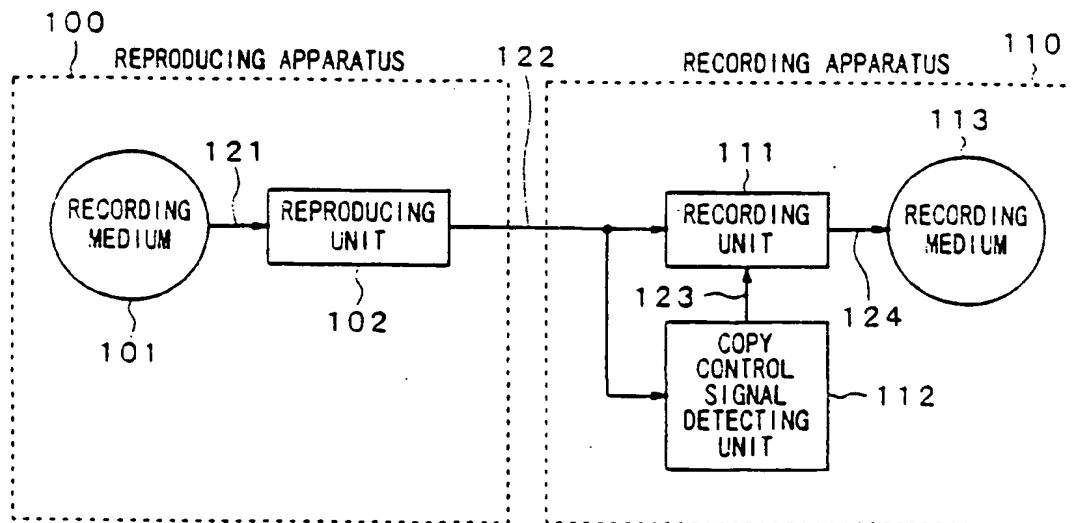 100
REPRODUCING APPARATUS
122
RECORDING APPARATUS
110
113
121
111
RECORDING
MEDIUM
REPRODUCING
UNIT
RECORDING
UNIT
RECORDING
MEDIUM
101
102
123
124
COPY
CONTROL
SIGNAL
DETECTING
UNIT
112